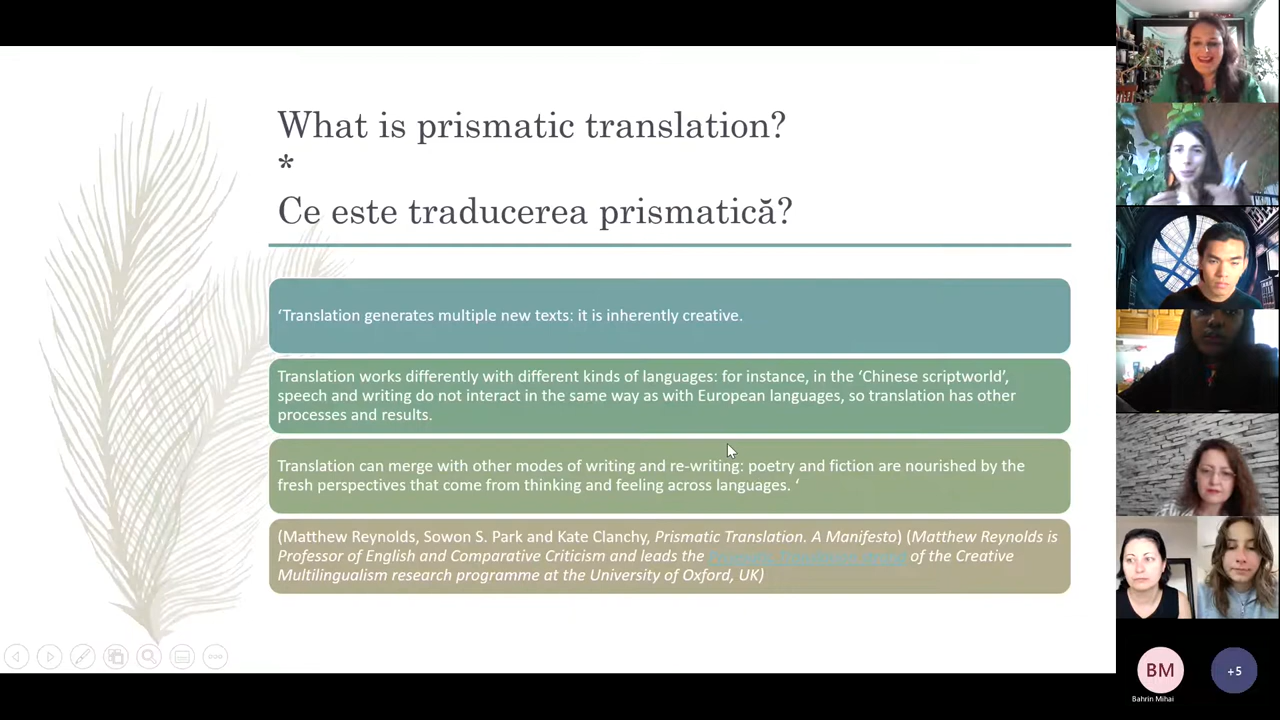 What is prismatic translation?
*
Ce este traducerea prismatică?
‘Translation generates multiple new texts: it is inherently creative.
Translation works differently with different kinds of languages: for instance, in the ‘Chinese scriptworld’,
speech and writing do not interact in the same way as with European languages, so translation has other
processes and results.
Translation can merge with other modes of writing and re-writing: poetry and fiction are nourished by the
fresh perspectives that come from thinking and feeling across languages. ‘
(Matthew Reynolds, Sowon S. Park and Kate Clanchy, Prismatic Translation. A Manifesto) (Matthew Reynolds is
Professor of English and Comparative Criticism and leads the of the Creative
Multilingualism research programme at the University of Oxford, UK)
BM
+5
Bahrin Mihai